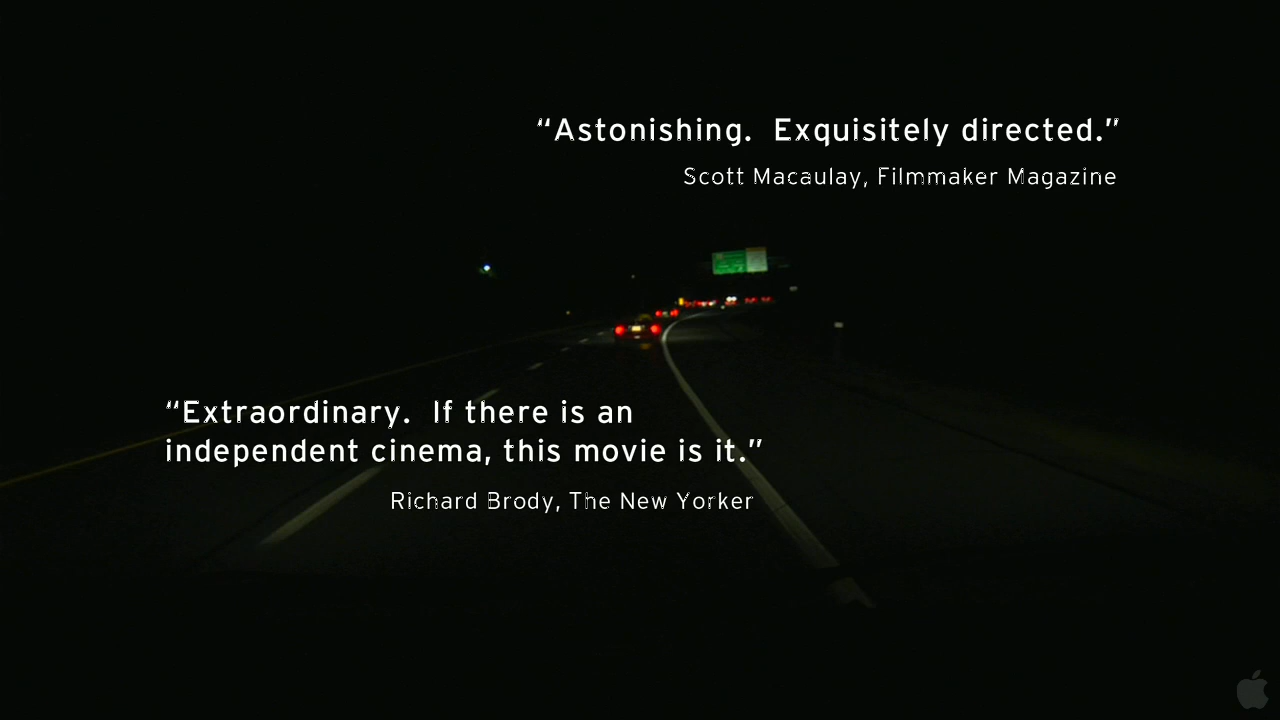 “Astonishing.  Exquisitely directed.”
Scott Macaulay, Filmmaker Magazine
“Extraordinary.  If there is an
independent cinema, this movie is it.”
Richard Brody, The New Yorker